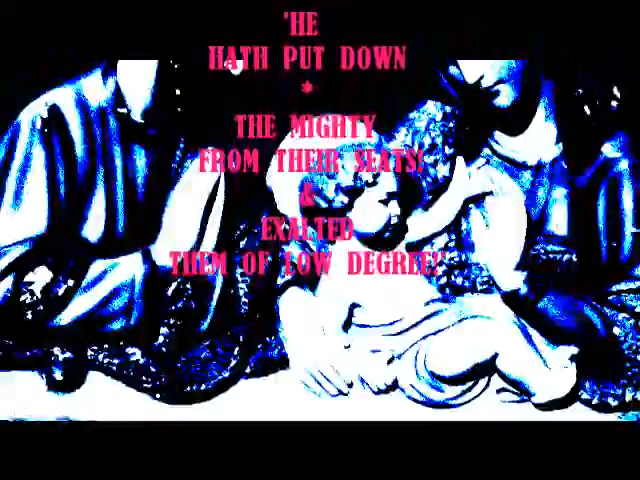 'HE
HATH PUT DOWN
*
THE MIGHTY
FROM THEIR SEATS!
&
EXALTED
THEM OF LOW DEGREE!'